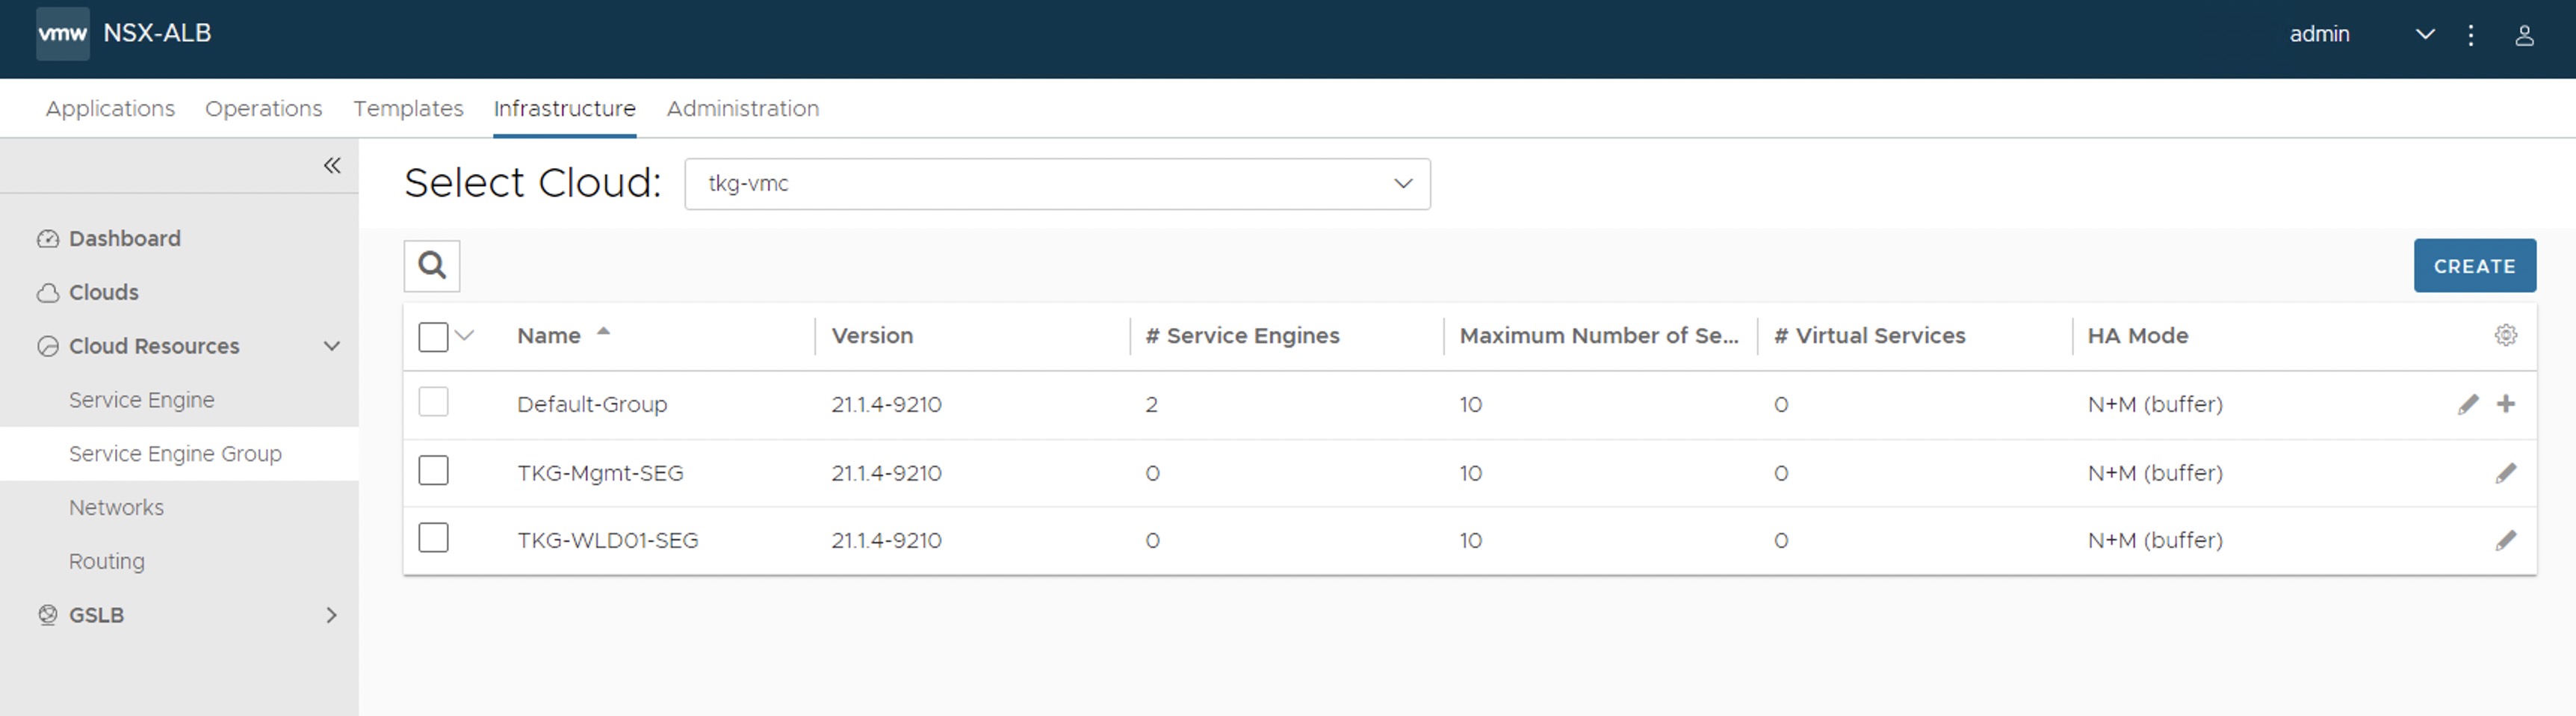 vmw NSX-ALB admin
Applications Operations Templates Infrastructure Administration
Select Cloud: tkg-vmc
Dashboard
Clouds
CREATE
Cloud Resources
Name Version # Service Engines Maximum Number of Se... # Virtual Services HA Mode
Service Engine
Default-Group 21.1.4-9210 2 10 0 N+M (buffer)
Service Engine Group
TKG-Mgmt-SEG 21.1.4-9210 0 10 0 N+M (buffer)
Networks
TKG-WLD01-SEG 21.1.4-9210 0 10 0 N+M (buffer)
Routing
GSLB